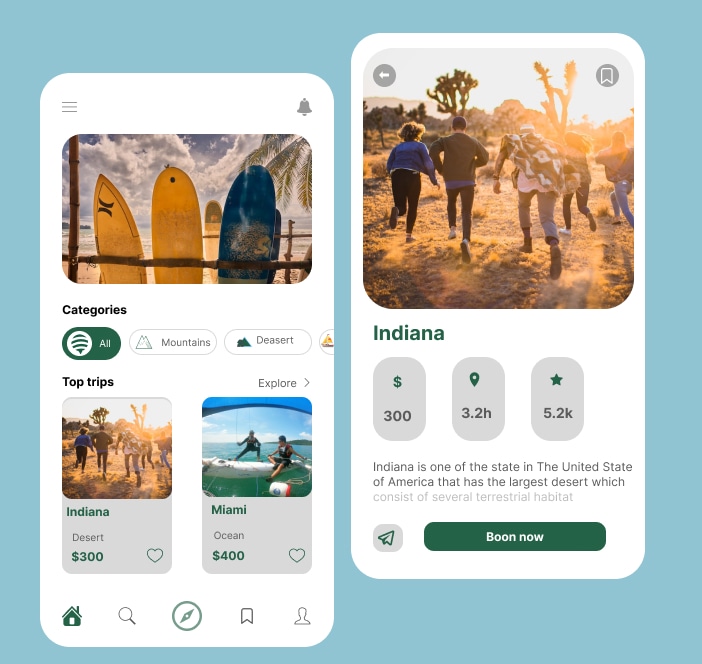 Categories
All
Mountains
Deasert
Top trips
Explore
Indiana
Desert
$300
Miami
Ocean
$400
Indiana
$
300
3.2h
5.2k
Indiana is one of the state in The United State
of America that has the largest desert which
consist of several terrestrial habitat
Boon now